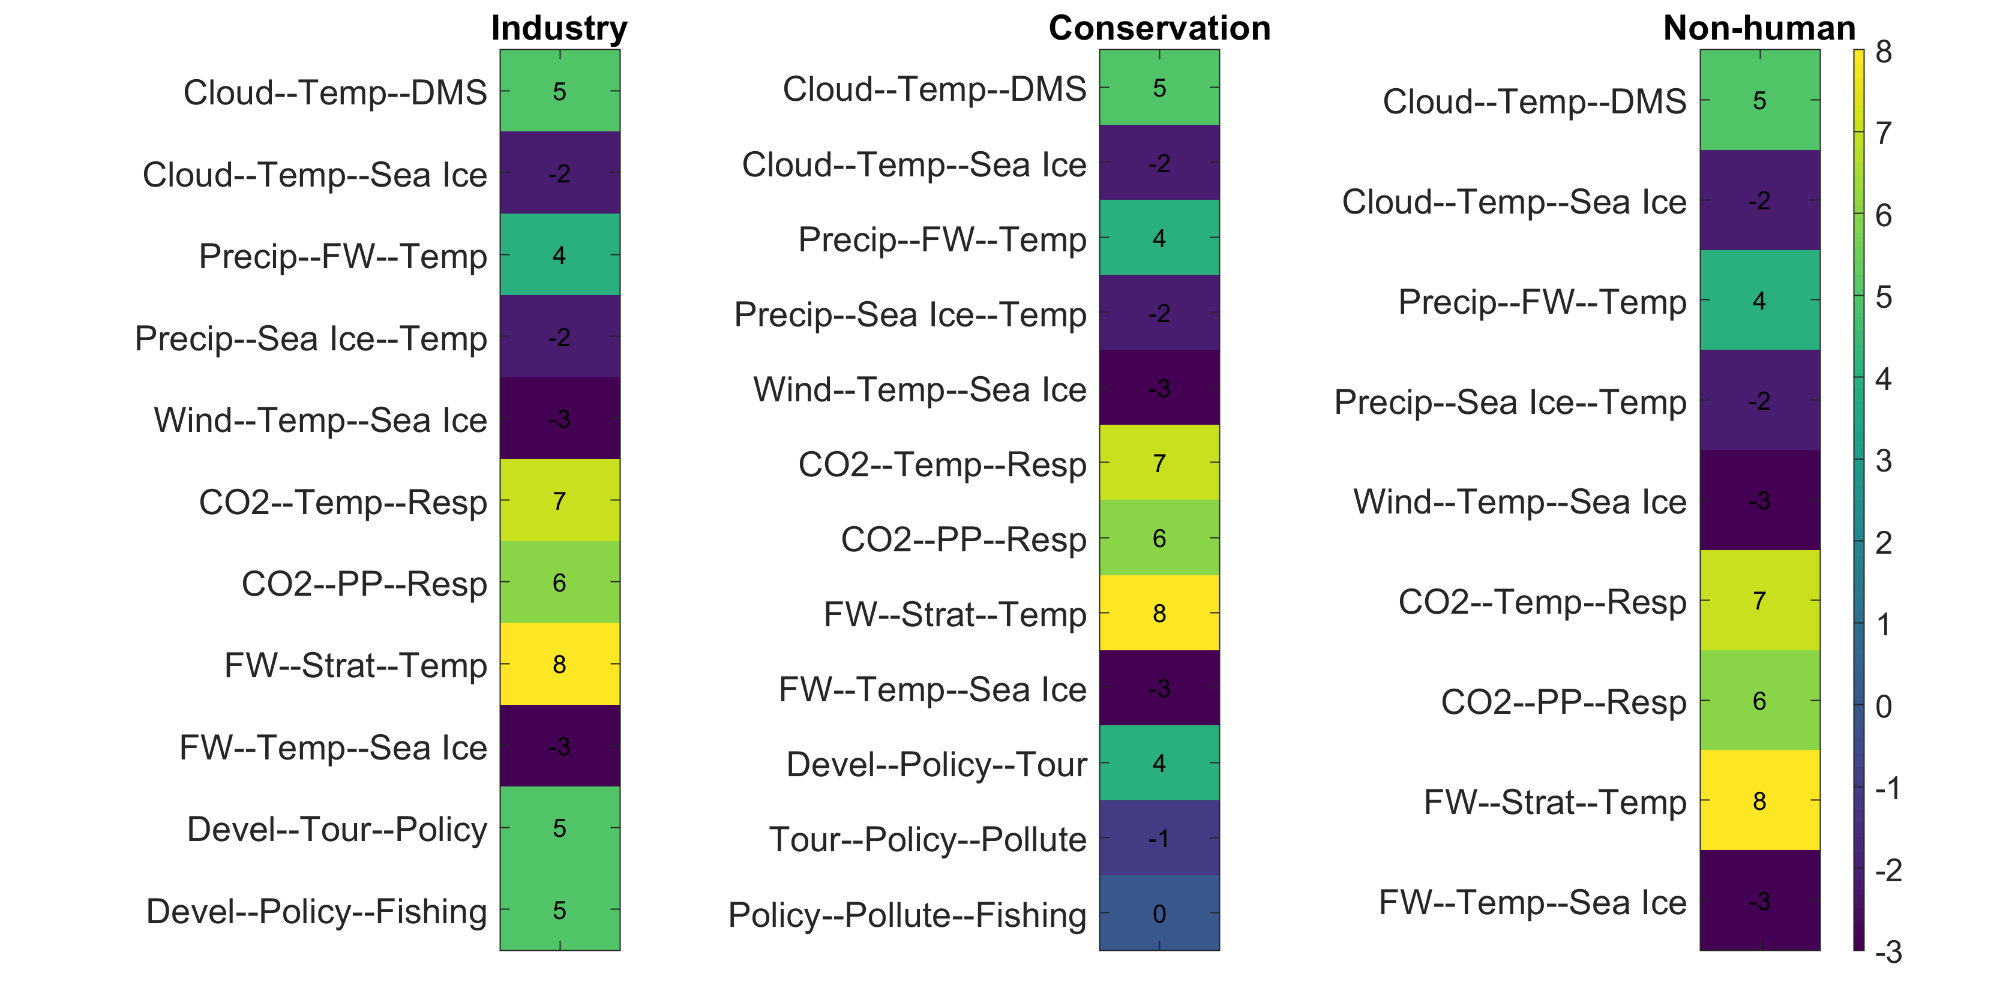 Industry
Cloud--Temp--DMS 5
Cloud--Temp--Sea Ice -2
Precip--FW--Temp 4
Precip--Sea Ice--Temp -2
Wind--Temp--Sea Ice -3
CO2--Temp--Resp 7
CO2--PP--Resp 6
FW--Strat--Temp 8
FW--Temp--Sea Ice -3
Devel--Tour--Policy 5
Devel--Policy--Fishing 5
Conservation
Cloud--Temp--DMS 5
Cloud--Temp--Sea Ice -2
Precip--FW--Temp 4
Precip--Sea Ice--Temp -2
Wind--Temp--Sea Ice -3
CO2--Temp--Resp 7
CO2--PP--Resp 6
FW--Strat--Temp 8
FW--Temp--Sea Ice -3
Devel--Policy--Tour 4
Tour--Policy--Pollute -1
Policy--Pollute--Fishing 0
Non-human
Cloud--Temp--DMS 5
Cloud--Temp--Sea Ice -2
Precip--FW--Temp 4
Precip--Sea Ice--Temp -2
Wind--Temp--Sea Ice -3
CO2--Temp--Resp 7
CO2--PP--Resp 6
FW--Strat--Temp 8
FW--Temp--Sea Ice -3
8
7
6
5
4
3
2
1
0
-1
-2
-3